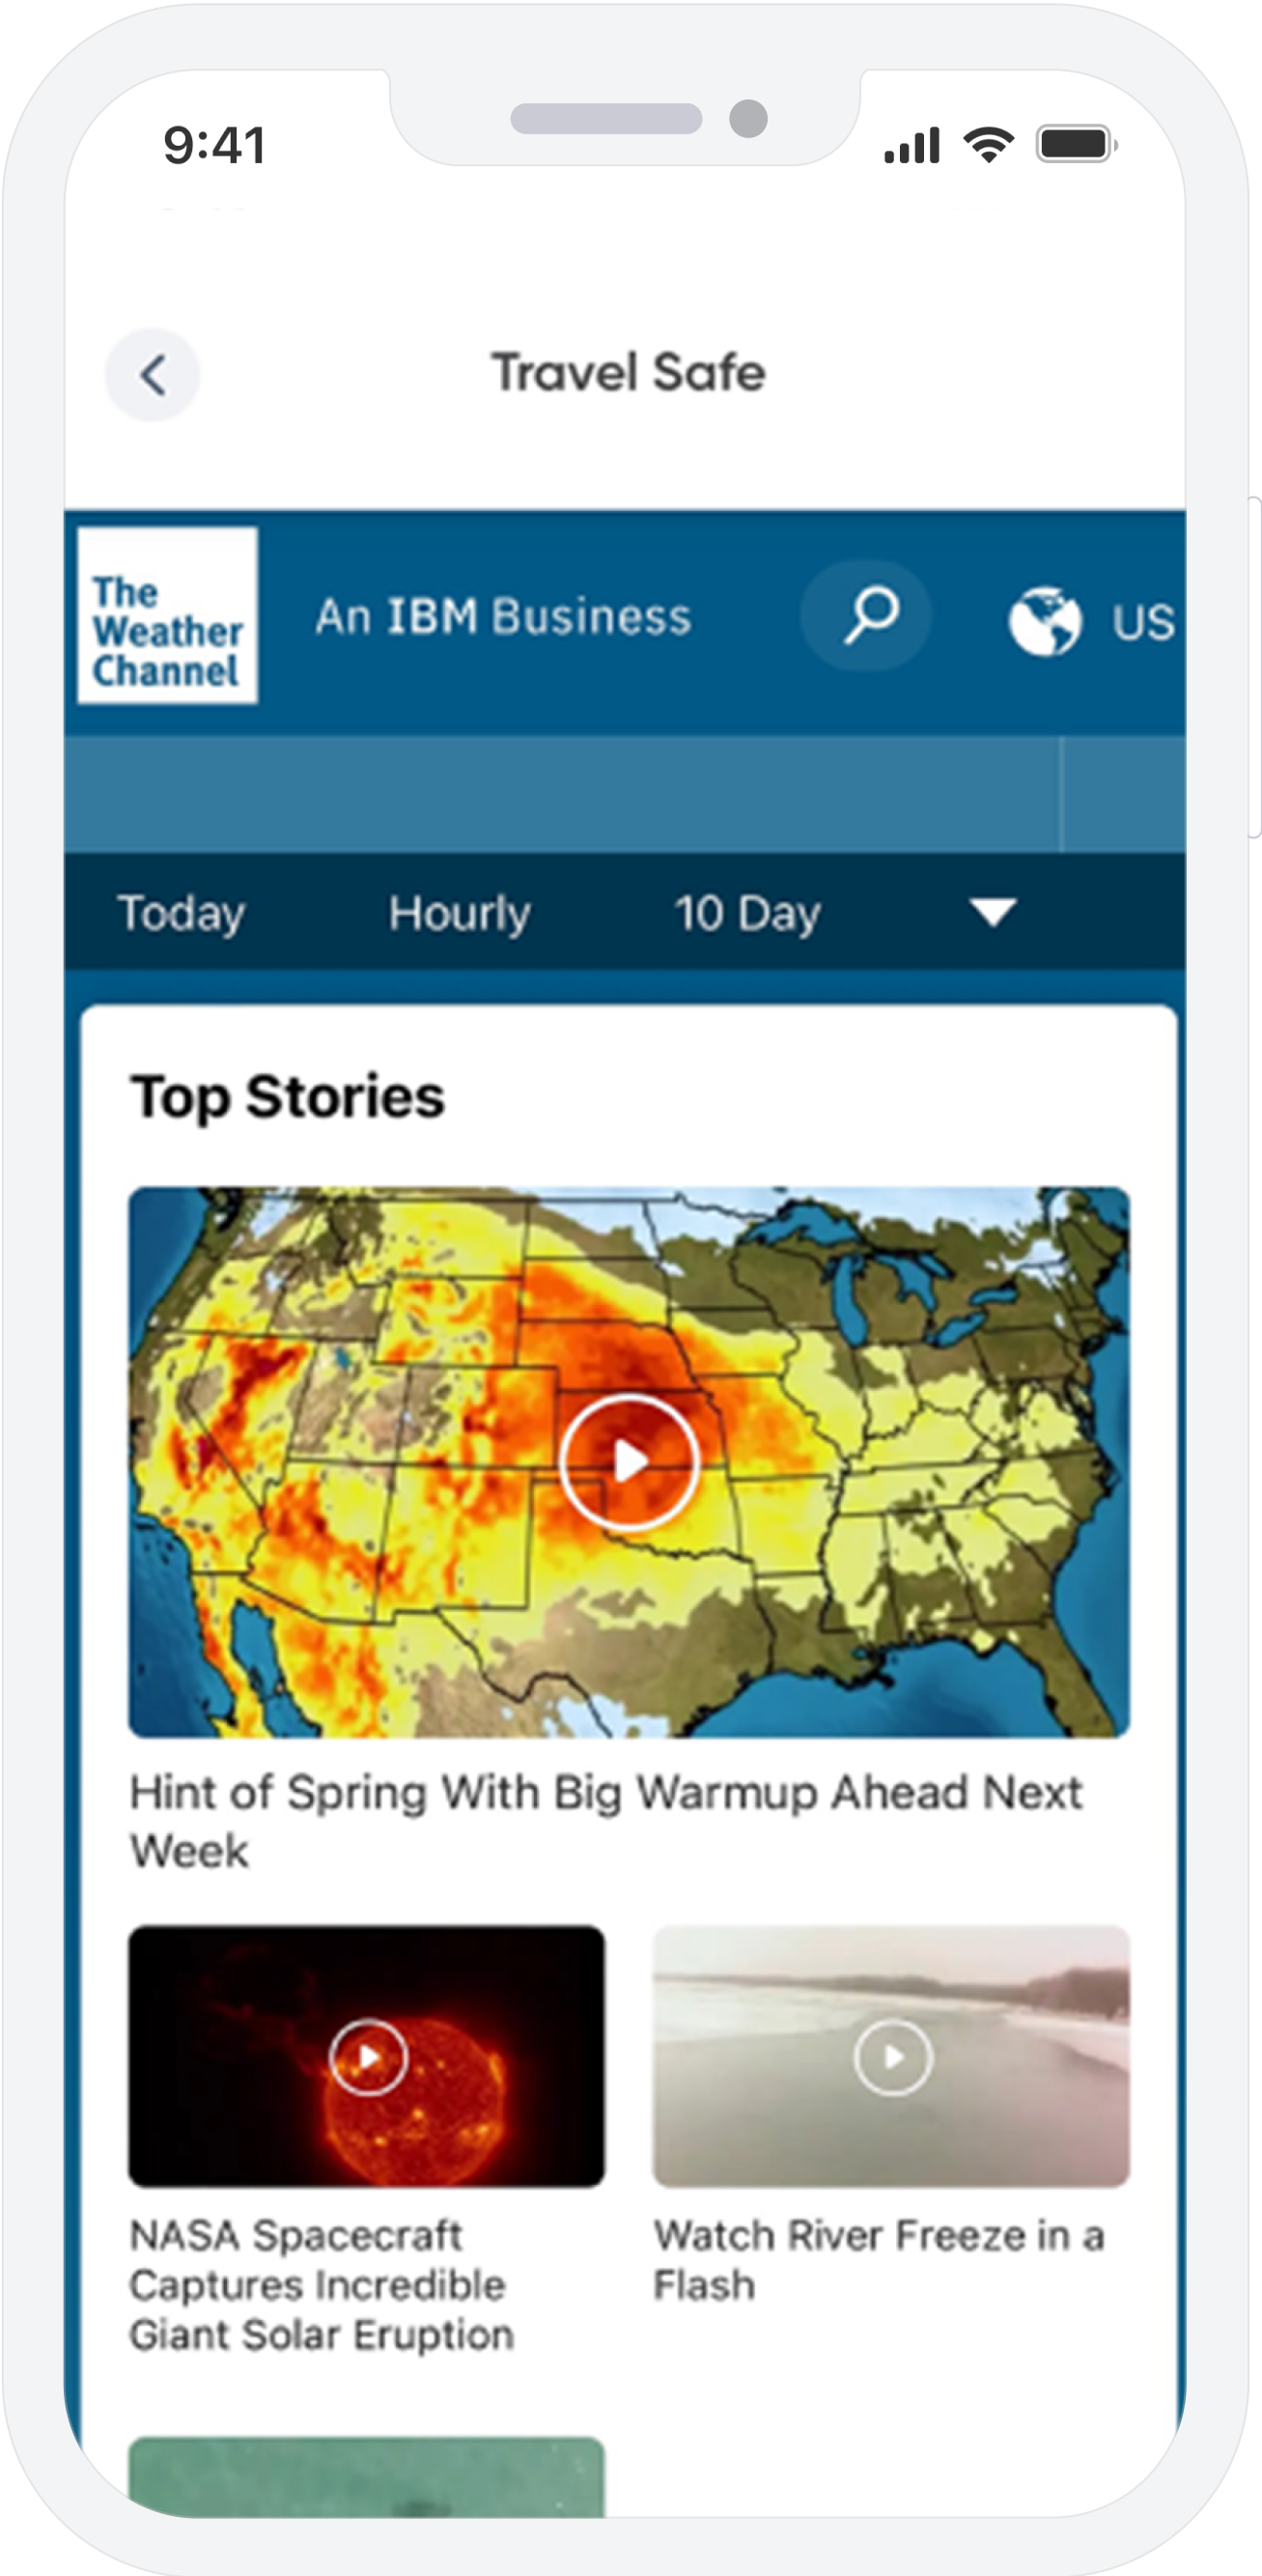 9:41
Travel Safe
The
Weather
Channel
An IBM Business
US
Today Hourly 10 Day
Top Stories
Hint of Spring With Big Warmup Ahead Next
Week
NASA Spacecraft
Captures Incredible
Giant Solar Eruption
Watch River Freeze in a
Flash